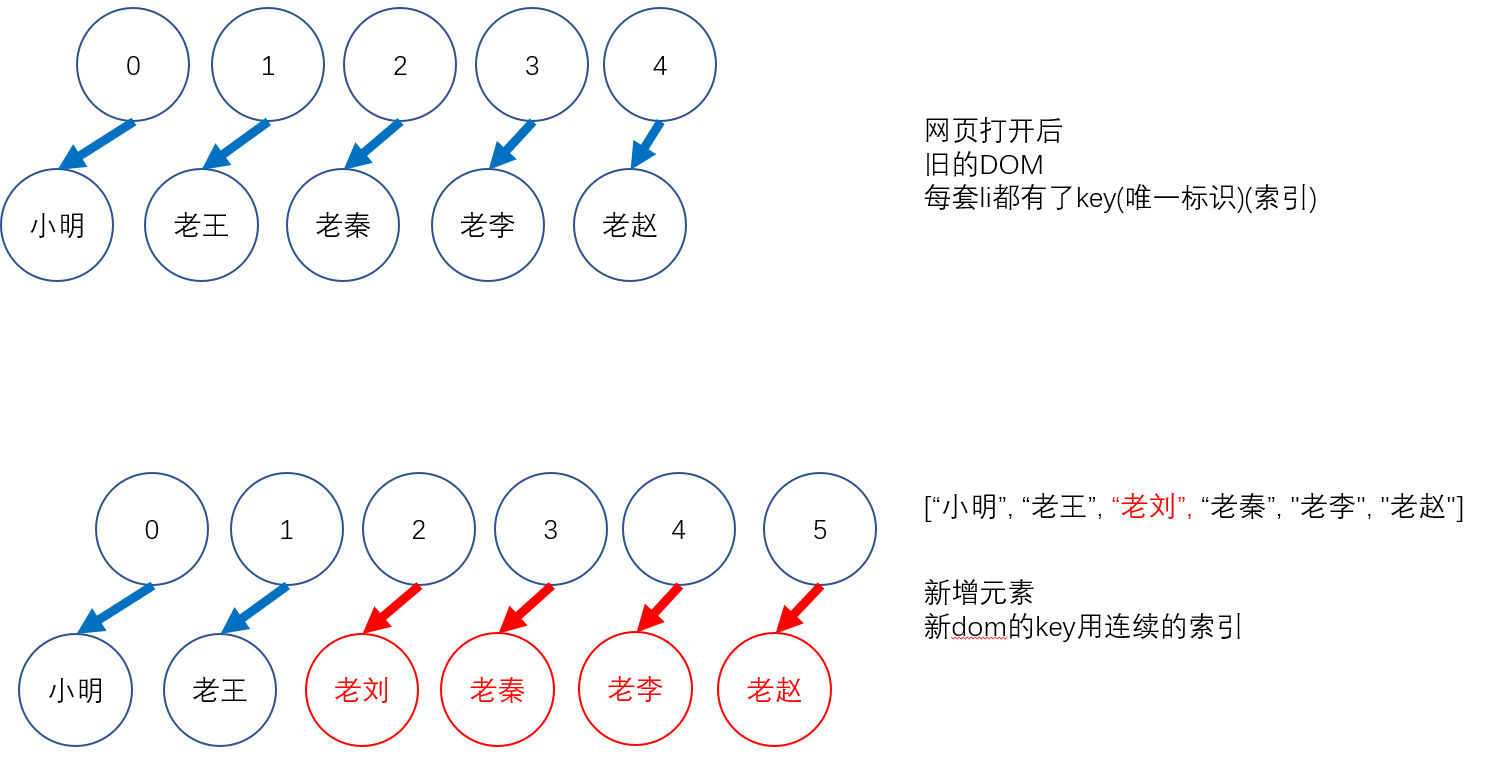 0 1 2 3 4
小明 老王 老秦 老李 老赵
网页打开后
旧的DOM
每套li都有了key(唯一标识)(索引)
0 1 2 3 4 5
小明 老王 老刘 老秦 老李 老赵
[“小明”, “老王”, “老刘”, “老秦”, "老李", "老赵"]
新增元素
新dom的key用连续的索引